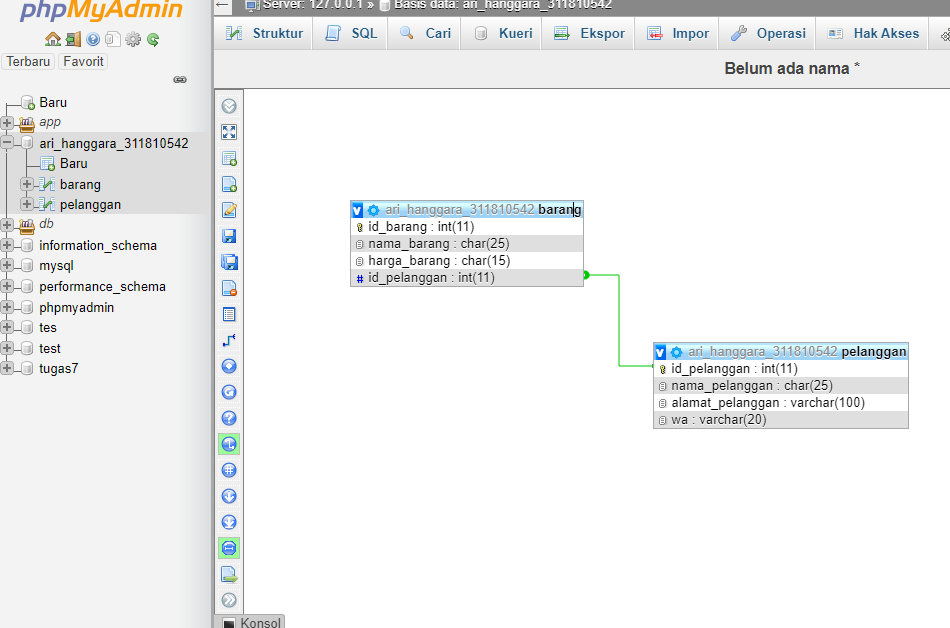 phpMyAdmin
Terbaru Favorit
Baru
app
ari_hanggara_311810542
Baru
barang
pelanggan
db
information_schema
mysql
performance_schema
phpmyadmin
tes
test
tugas7
Server: 127.0.0.1 » Basis data: ari_hanggara_311810542
Struktur SQL Cari Kueri Ekspor Impor Operasi Hak Akses
Belum ada nama *
v ari_hanggara_311810542 barang
id_barang : int(11)
nama_barang : char(25)
harga_barang : char(15)
# id_pelanggan : int(11)
v ari_hanggara_311810542 pelanggan
id_pelanggan : int(11)
nama_pelanggan : char(25)
alamat_pelanggan : varchar(100)
wa : varchar(20)
Konsol